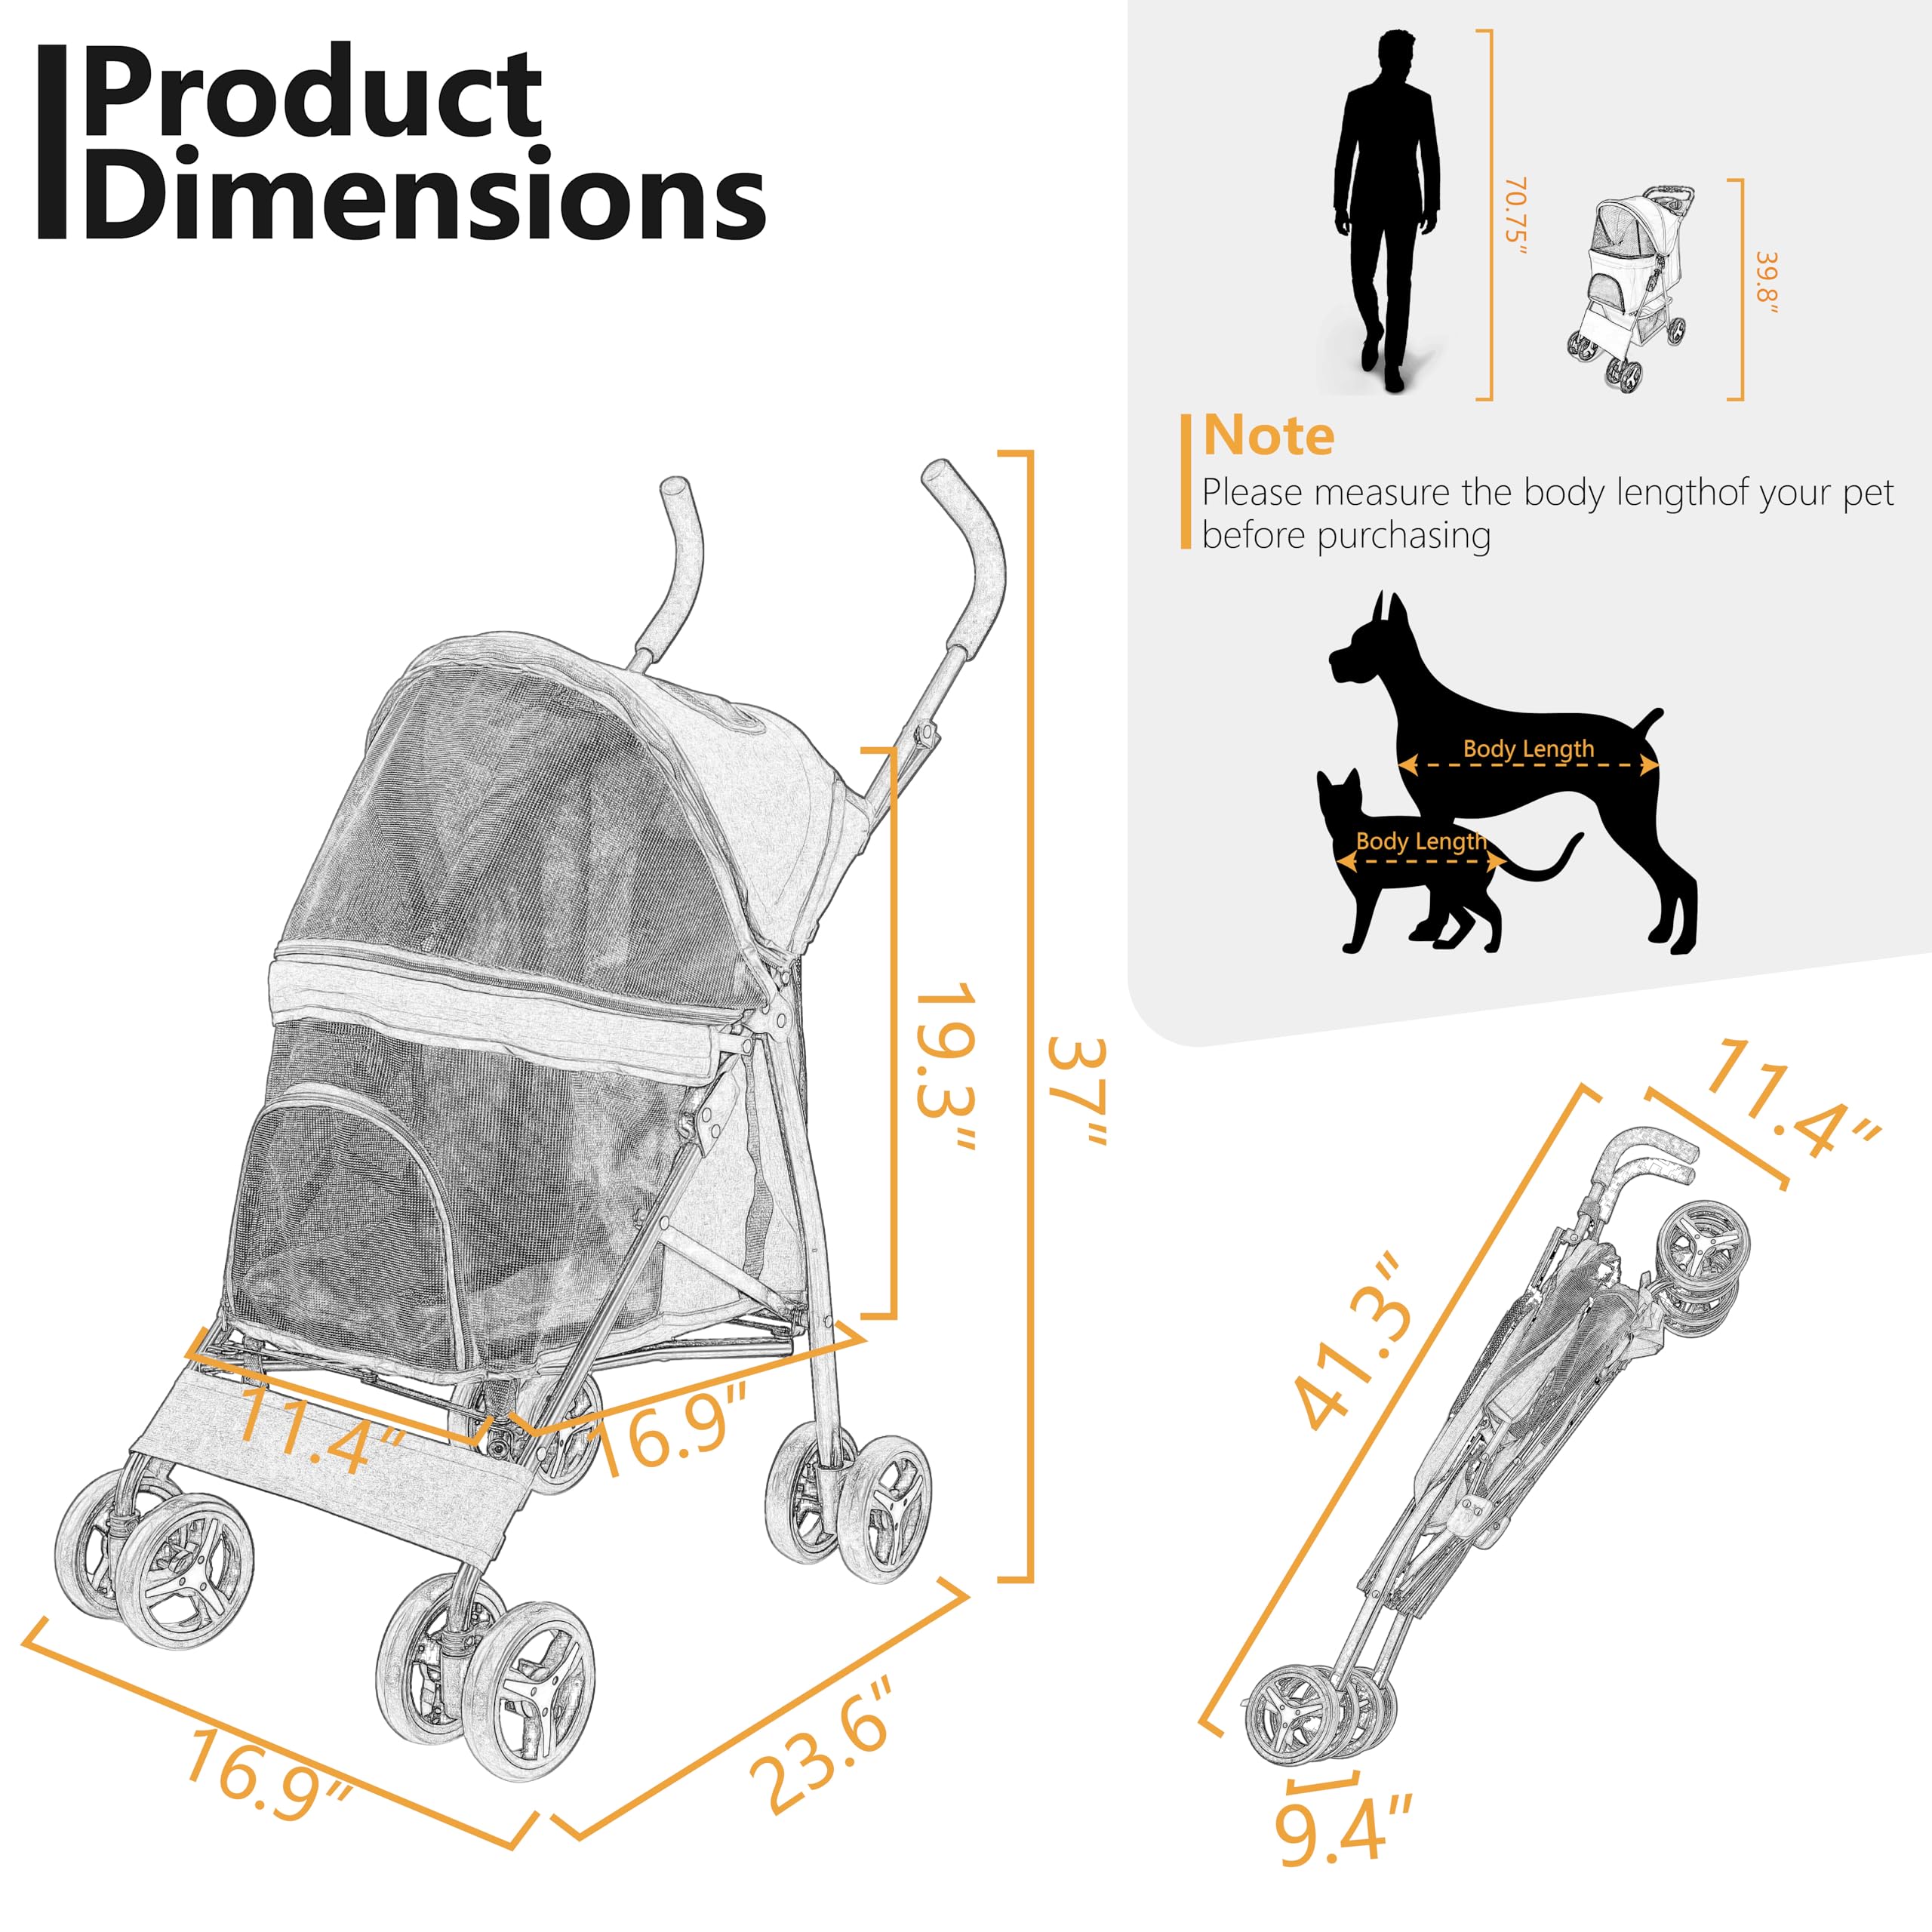 Product
Dimensions
70.75"
39.8"
Note
Please measure the body lengthof your pet
before purchasing
Body Length
Body Length
19.3"
37"
11.4"
16.9"
16.9"
23.6"
11.4"
41.3"
9.4"